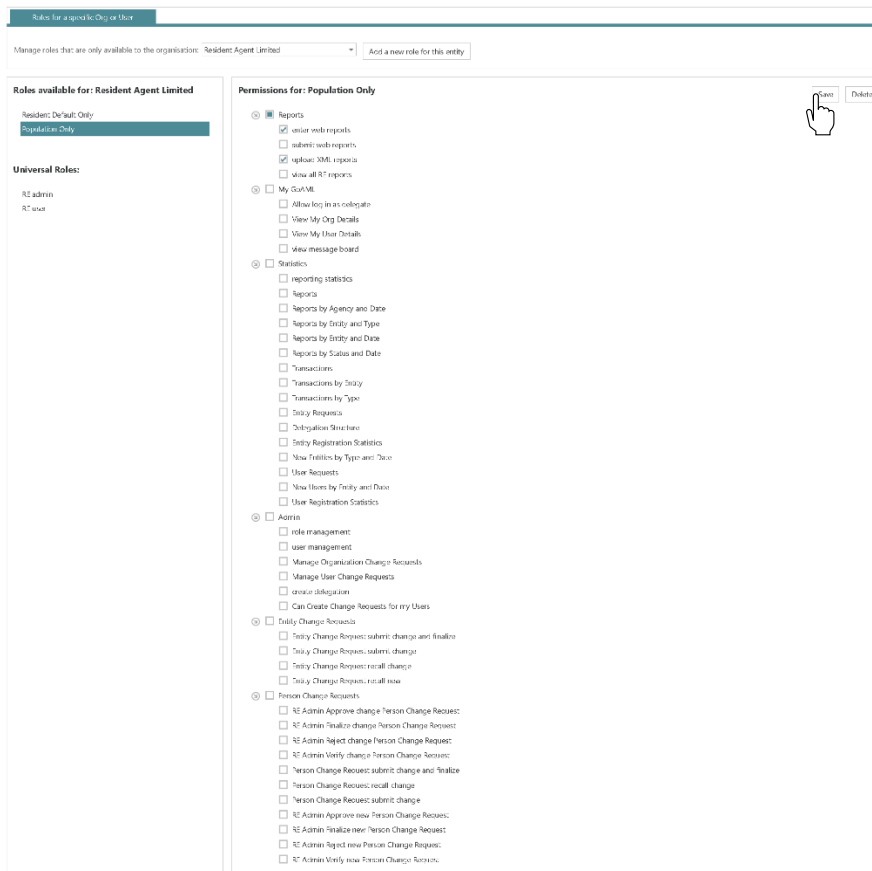 Roles for a specific Org or User
Manage roles that are only available to the organisation: Resident Agent Limited
Add a new role for this entity
Roles available for: Resident Agent Limited
Resident Default Only
Population Only
Universal Roles:
RE admin
RE user
Permissions for: Population Only
Save
Delete
Reports
enter web reports
submit web reports
upload XML reports
view all RE reports
My GoAML
Allow log in as delegate
View My Org Details
View My User Details
view message board
Statistics
reporting statistics
Reports
Reports by Agency and Date
Reports by Entity and Type
Reports by Entity and Date
Reports by Status and Date
Transactions
Transactions by Entity
Transactions by Type
Entity Requests
Delegation Structure
Entity Registration Statistics
New Entities by Type and Date
User Requests
New Users by Entity and Date
User Registration Statistics
Admin
role management
user management
Manage Organization Change Requests
Manage User Change Requests
create delegation
Can Create Change Requests for my Users
Entity Change Requests
Entity Change Request submit change and finalize
Entity Change Request submit change
Entity Change Request recall change
Entity Change Request recall new
Person Change Requests
RE Admin Approve change Person Change Request
RE Admin Finalize change Person Change Request
RE Admin Reject change Person Change Request
RE Admin Verify change Person Change Request
Person Change Request submit change and finalize
Person Change Request recall change
Person Change Request submit change
RE Admin Approve new Person Change Request
RE Admin Finalize new Person Change Request
RE Admin Reject new Person Change Request
RE Admin Verify new Person Change Request